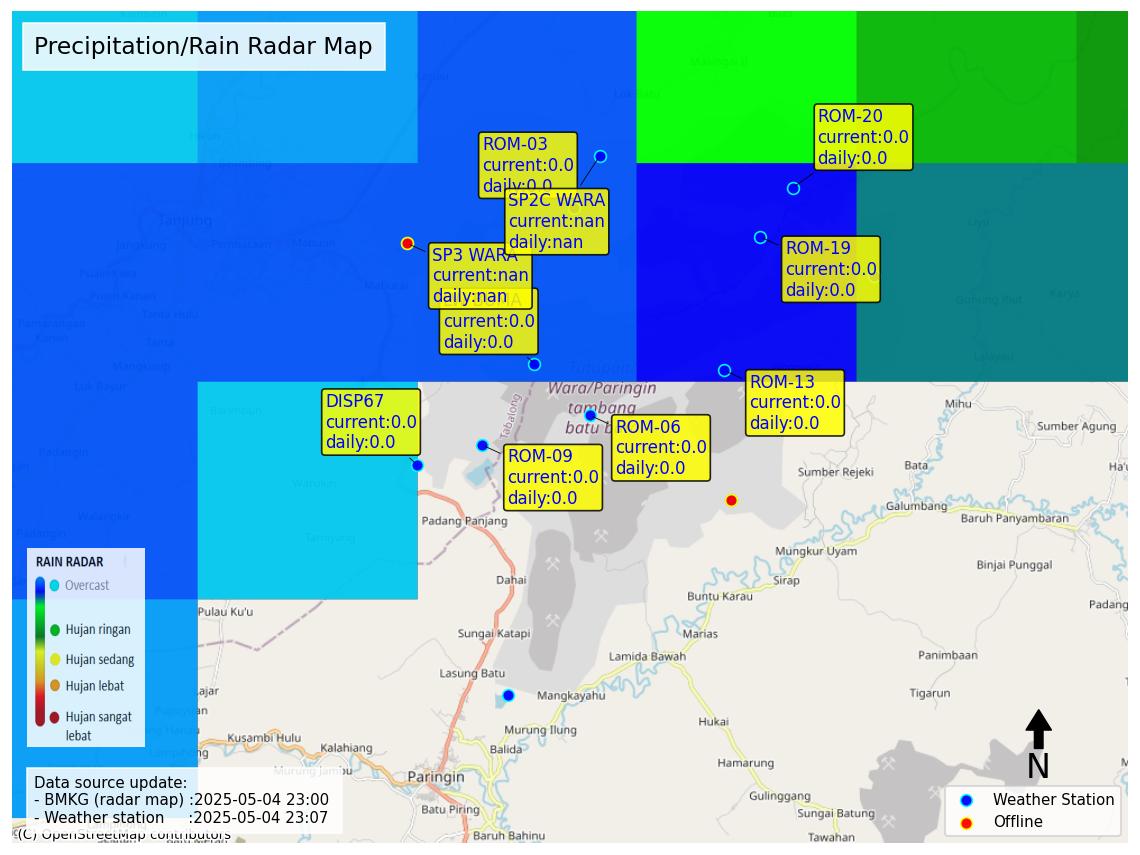 Precipitation/Rain Radar Map
ROM-20
current:0.0
daily:0.0
ROM-03
current:0.0
daily:0.0
SP2C WARA
current:nan
daily:nan
Tanjung
ROM-19
current:0.0
daily:0.0
SP3 WARA
current:nan
daily:nan
current:0.0
daily:0.0
Tutupan
Wara/Paringin
tambang
batu b
Tabalong
ROM-13
current:0.0
daily:0.0
DISP67
current:0.0
daily:0.0
ROM-06
current:0.0
daily:0.0
ROM-09
current:0.0
daily:0.0
Mihu
Sumber Agung
Bata
Sumber Rejeki
Galumbang
Baruh Panyambaran
Padang Panjang
Mungkur Uyam
Binjai Punggal
Dahai
Sirap
Buntu Karau
Padang
Pulau Ku'u
Sungai Katapi
Marias
Lamida Bawah
Panimbaan
Lasung Batu
Mangkayahu
Tigarun
Hukai
Murung Ilung
Kusambi Hulu
Kalahiang
Balida
Hamarung
Murung Jambu
Paringin
Gulinggang
Batu Piring
Sungai Batung
Baruh Bahinu
Tawahan
RAIN RADAR
Overcast
Hujan ringan
Hujan sedang
Hujan lebat
Hujan sangat
lebat
Data source update:
- BMKG (radar map) :2025-05-04 23:00
- Weather station :2025-05-04 23:07
(C) OpenStreetMap contributors
N
Weather Station
Offline